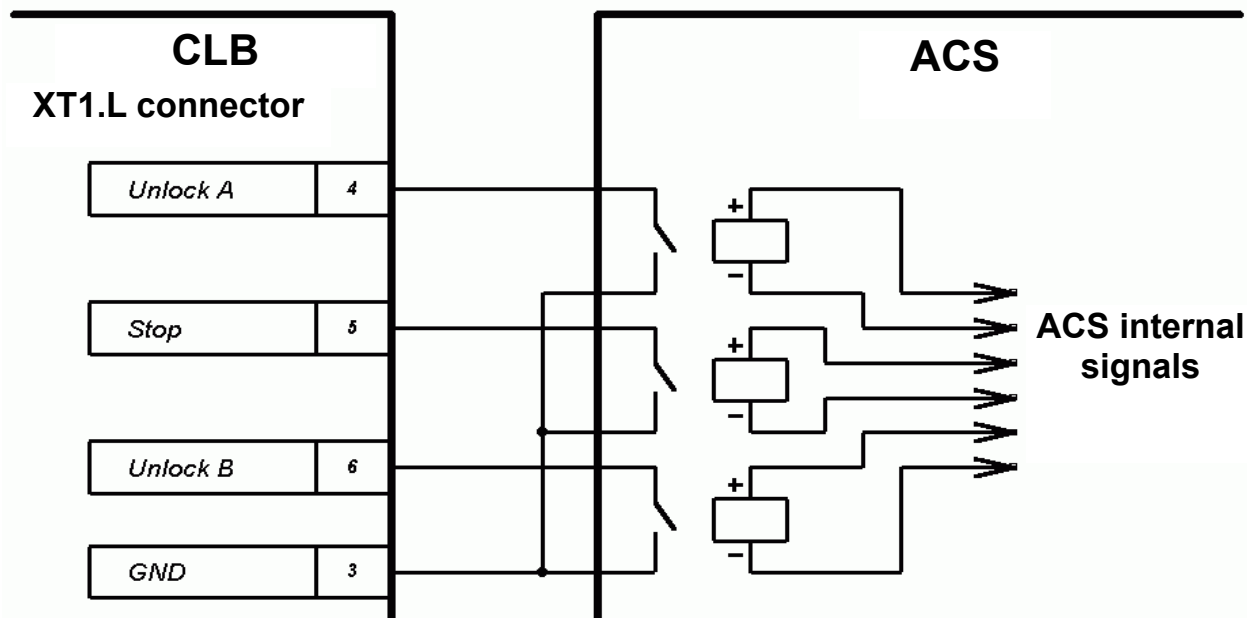 CLB
ACS
XT1.L connector
Unlock A 4
+
−
Stop 5
+
−
ACS internal
signals
Unlock B 6
+
−
GND 3